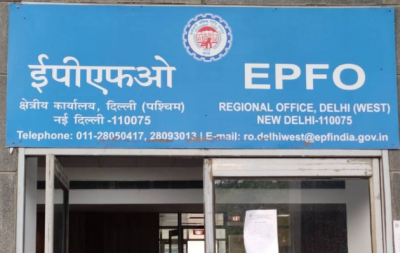 ईपीएफओ EPFO
क्षेत्रीय कार्यालय, दिल्ली (पश्चिम) REGIONAL OFFICE, DELHI (WEST)
नई दिल्ली -110075 NEW DELHI-110075
Telephone: 011-28050417, 28093013 I E-mail: ro.delhiwest@epfindia.gov.in